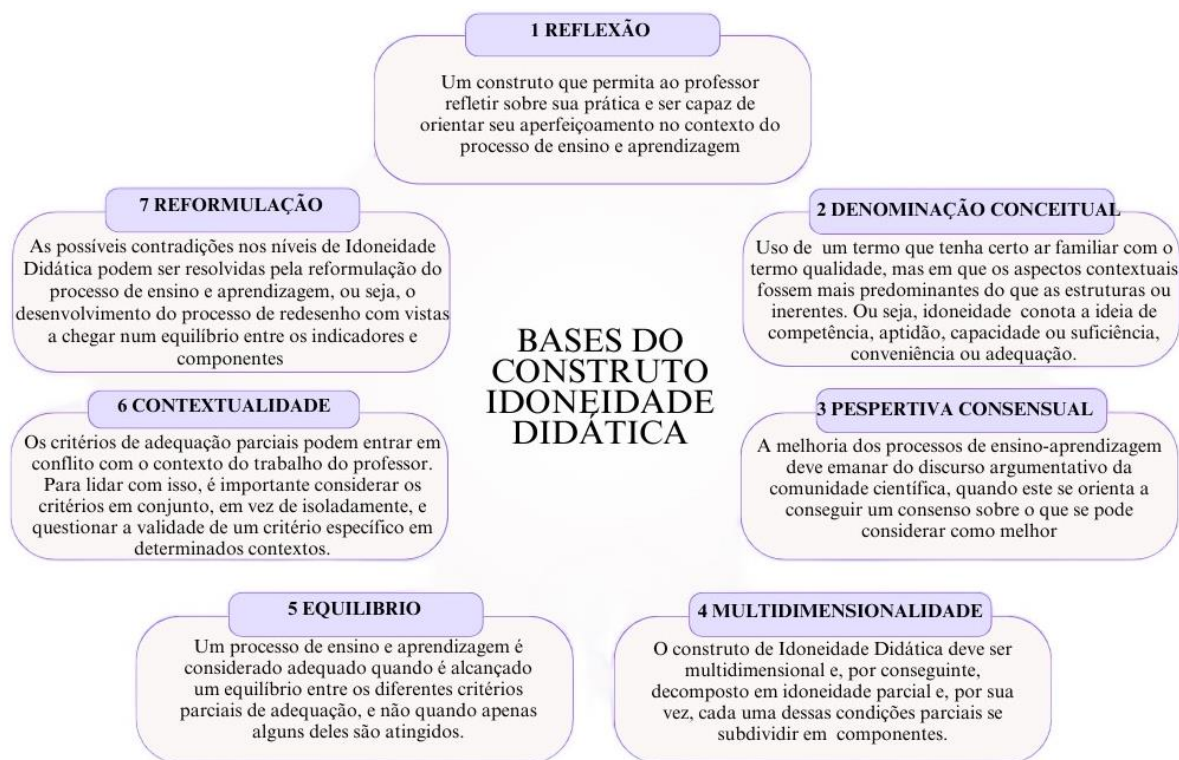 1 REFLEXÃO
Um construto que permita ao professor
refletir sobre sua prática e ser capaz de
orientar seu aperfeiçoamento no contexto do
processo de ensino e aprendizagem
2 DENOMINAÇÃO CONCEITUAL
Uso de um termo que tenha certo ar familiar com o
termo qualidade, mas em que os aspectos contextuais
fossem mais predominantes do que as estruturas ou
inerentes. Ou seja, idoneidade conota a ideia de
competência, aptidão, capacidade ou suficiência,
conveniência ou adequação.
3 PESPERTIVA CONSENSUAL
A melhoria dos processos de ensino-aprendizagem
deve emanar do discurso argumentativo da
comunidade científica, quando este se orienta a
conseguir um consenso sobre o que se pode
considerar como melhor
4 MULTIDIMENSIONALIDADE
O construto de Idoneidade Didática deve ser
multidimensional e, por conseguinte,
decomposto em idoneidade parcial e, por sua
vez, cada uma dessas condições parciais se
subdividir em componentes.
5 EQUILIBRIO
Um processo de ensino e aprendizagem é
considerado adequado quando é alcançado
um equilíbrio entre os diferentes critérios
parciais de adequação, e não quando apenas
alguns deles são atingidos.
6 CONTEXTUALIDADE
Os critérios de adequação parciais podem entrar em
conflito com o contexto do trabalho do professor.
Para lidar com isso, é importante considerar os
critérios em conjunto, em vez de isoladamente, e
questionar a validade de um critério específico em
determinados contextos.
7 REFORMULAÇÃO
As possíveis contradições nos níveis de Idoneidade
Didática podem ser resolvidas pela reformulação do
processo de ensino e aprendizagem, ou seja, o
desenvolvimento do processo de redesenho com vistas
a chegar num equilíbrio entre os indicadores e
componentes
BASES DO
CONSTRUTO
IDONEIDADE
DIDÁTICA